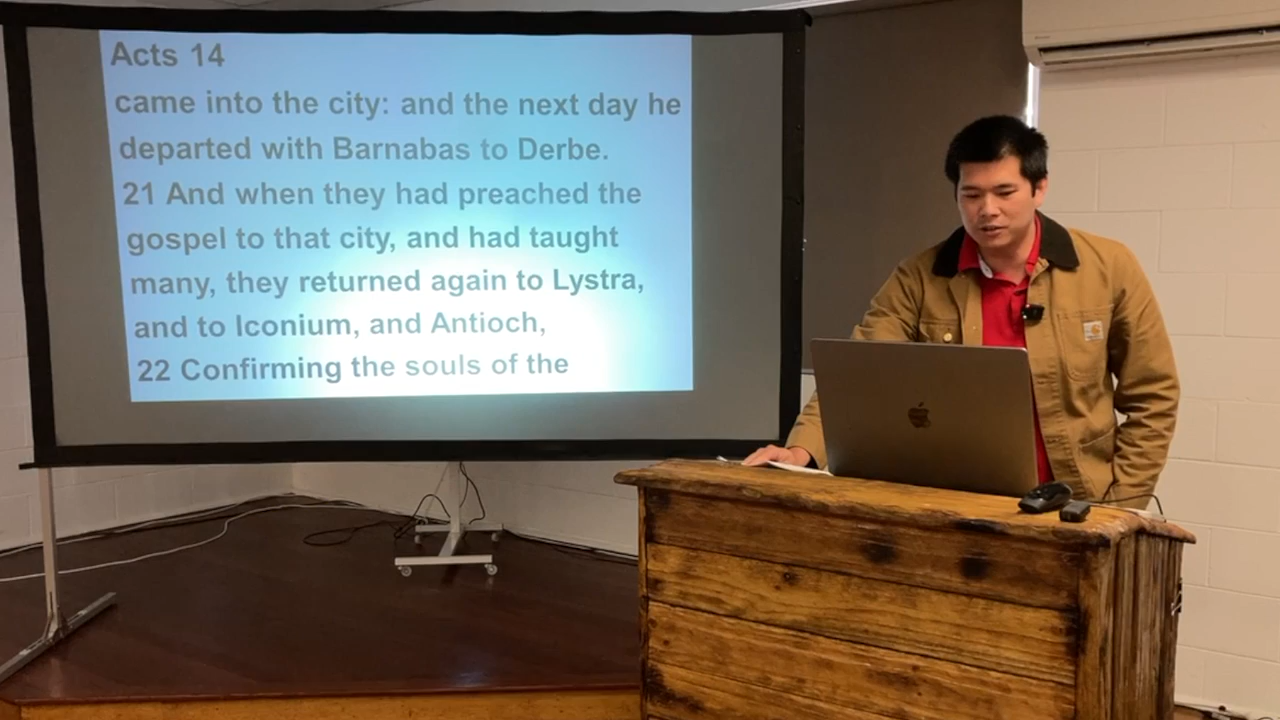 Acts 14
came into the city: and the next day he
departed with Barnabas to Derbe.
21 And when they had preached the
gospel to that city, and had taught
many, they returned again to Lystra,
and to Iconium, and Antioch,
22 Confirming the souls of the